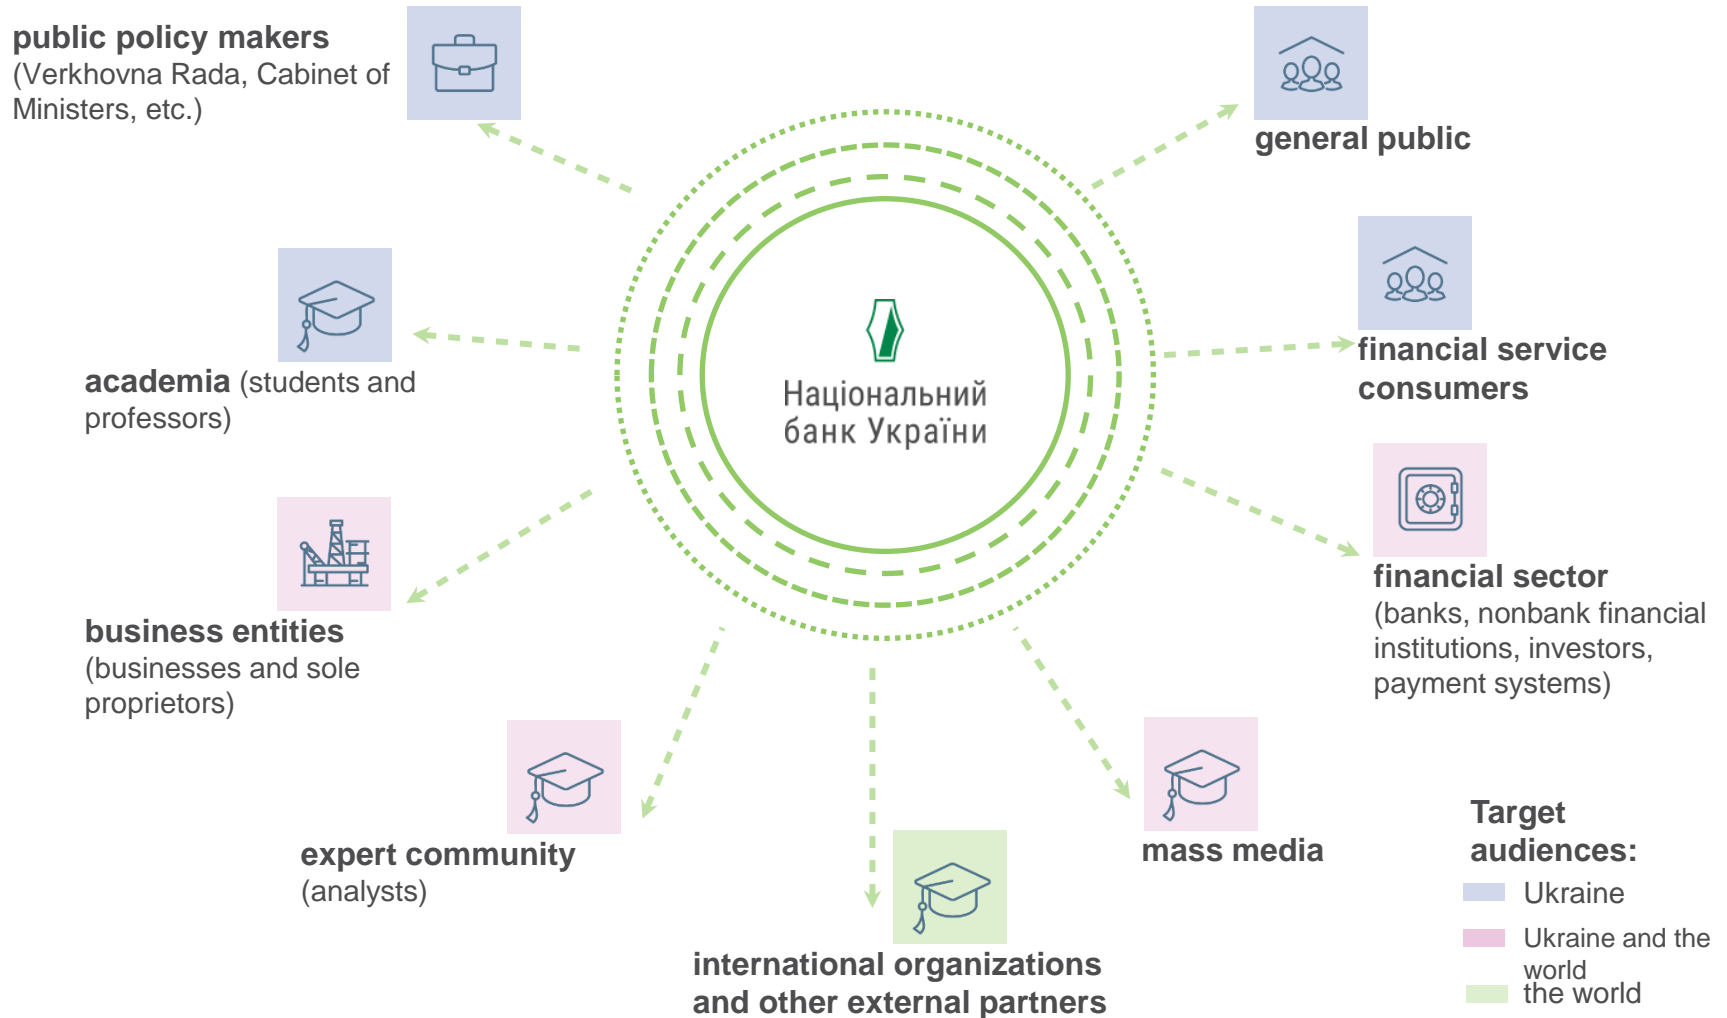 public policy makers
(Verkhovna Rada, Cabinet of
Ministers, etc.)
general public
academia (students and
professors)
Національний
банк України
financial service
consumers
business entities
(businesses and sole
proprietors)
financial sector
(banks, nonbank financial
institutions, investors,
payment systems)
expert community
(analysts)
international organizations
and other external partners
mass media
Target
audiences:
Ukraine
Ukraine and the
world
the world